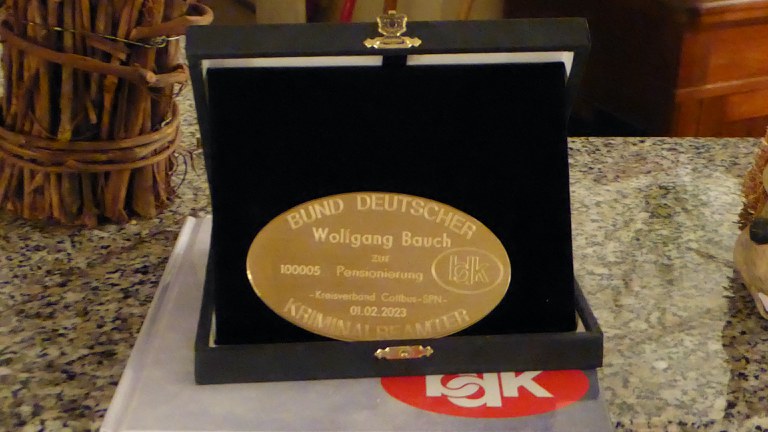 BUND DEUTSCHER
Wolfgang Bauch
zur
100005 Pensionierung
bdk
-Kreisverband Cottbus-SPN-
01.02.2023
KRIMINALBEAMTER
bdk